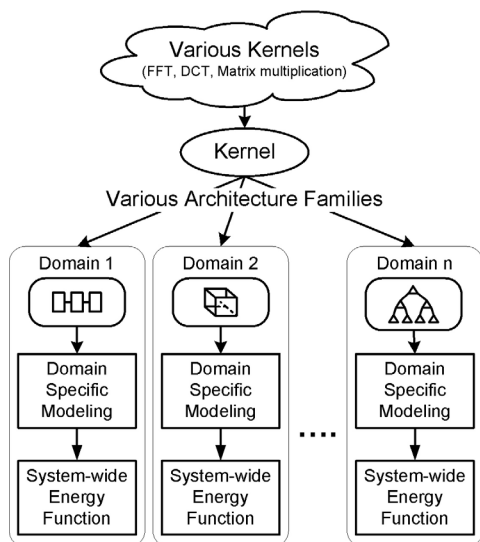 Various Kernels
(FFT, DCT, Matrix multiplication)
Kernel
Various Architecture Families
Domain 1
Domain 2
Domain n
Domain
Specific
Modeling
Domain
Specific
Modeling
Domain
Specific
Modeling
....
System-wide
Energy
Function
System-wide
Energy
Function
System-wide
Energy
Function